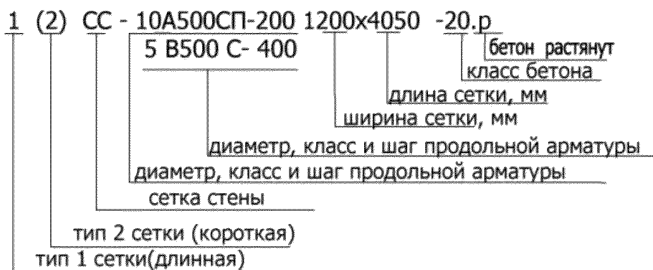 1 (2) СС - 10А500СП-200 1200х4050 -20.р
5 В500 С- 400
бетон растянут
класс бетона
длина сетки, мм
ширина сетки, мм
диаметр, класс и шаг продольной арматуры
диаметр, класс и шаг продольной арматуры
сетка стены
тип 2 сетки (короткая)
тип 1 сетки(длинная)